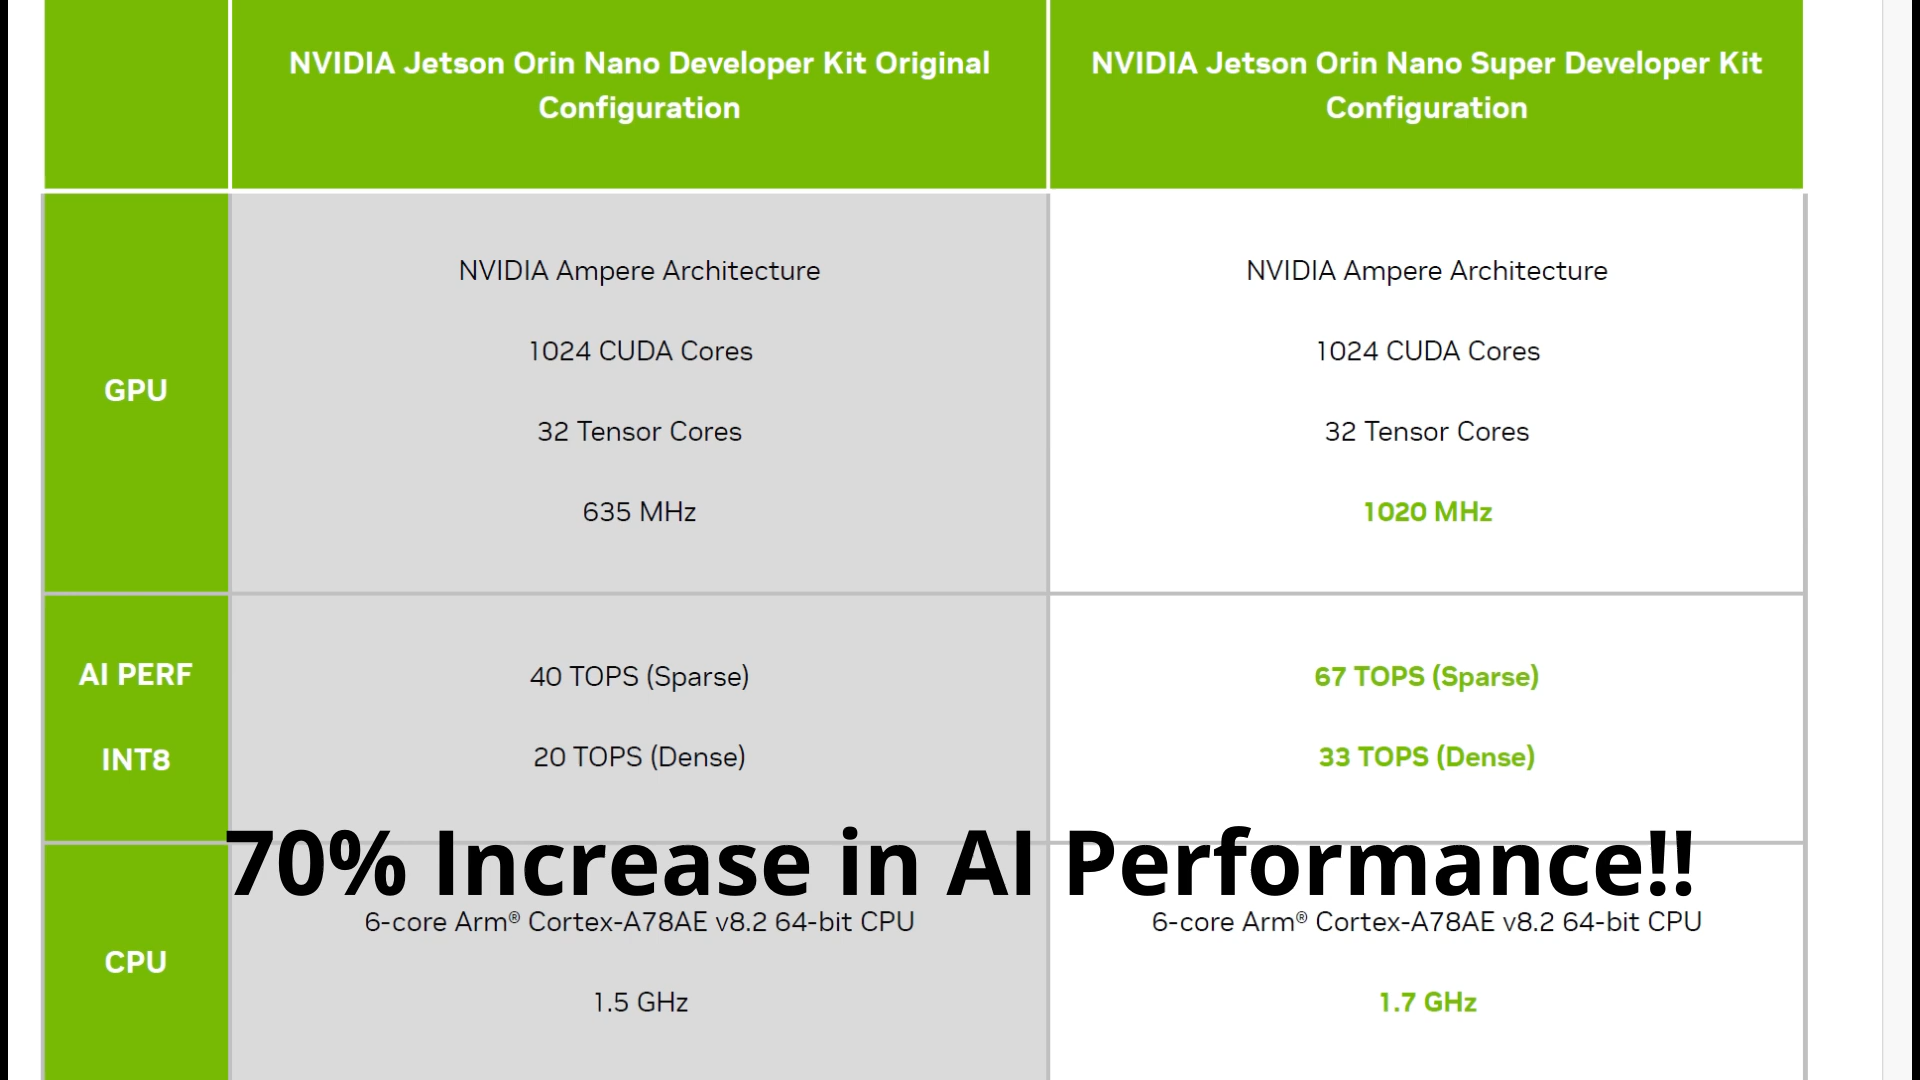 NVIDIA Jetson Orin Nano Developer Kit Original
Configuration
NVIDIA Jetson Orin Nano Super Developer Kit
Configuration
GPU
NVIDIA Ampere Architecture
1024 CUDA Cores
32 Tensor Cores
635 MHz
NVIDIA Ampere Architecture
1024 CUDA Cores
32 Tensor Cores
1020 MHz
AI PERF
INT8
40 TOPS (Sparse)
20 TOPS (Dense)
67 TOPS (Sparse)
33 TOPS (Dense)
70% Increase in AI Performance!!
CPU
6-core Arm® Cortex-A78AE v8.2 64-bit CPU
1.5 GHz
6-core Arm® Cortex-A78AE v8.2 64-bit CPU
1.7 GHz